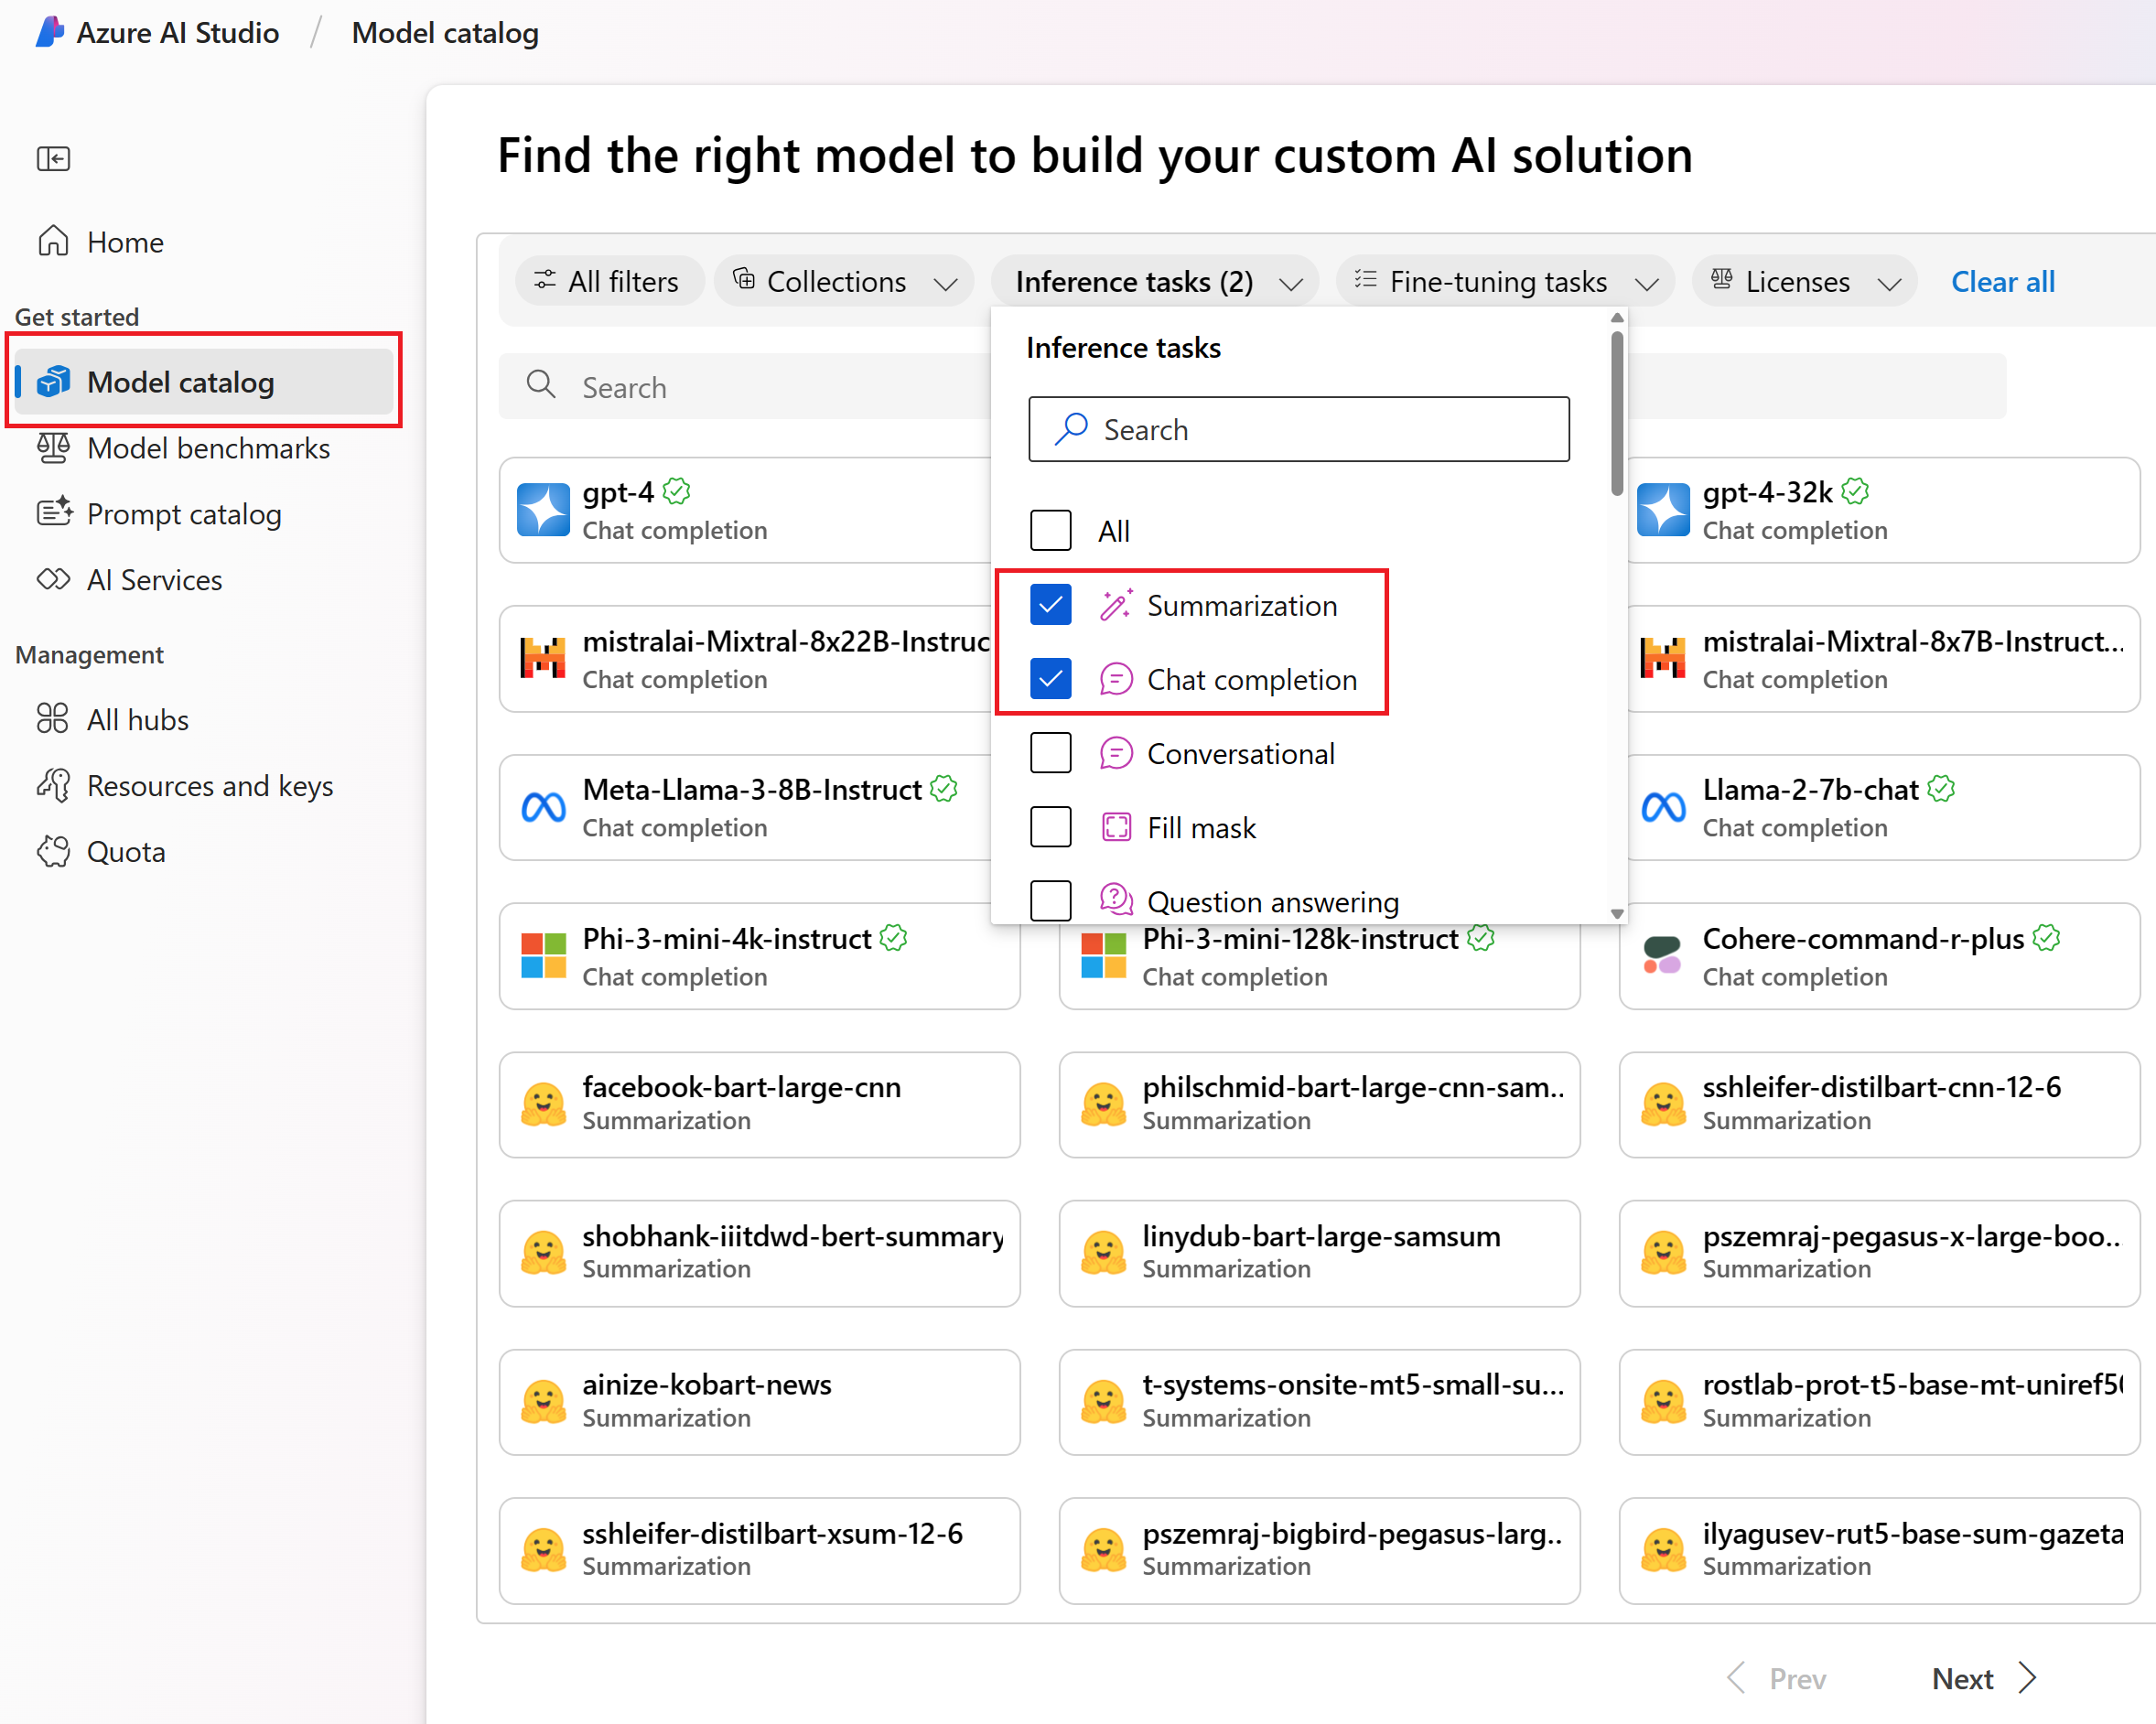 Azure AI Studio / Model catalog
Find the right model to build your custom AI solution
Home
Get started
Model catalog
Model benchmarks
Prompt catalog
AI Services
Management
All hubs
Resources and keys
Quota
All filters
Collections
Inference tasks (2)
Fine-tuning tasks
Licenses
Clear all
Search
Inference tasks
Search
All
Summarization
Chat completion
Conversational
Fill mask
Question answering
gpt-4
Chat completion
gpt-4-32k
Chat completion
mistralai-Mixtral-8x22B-Instruc
Chat completion
mistralai-Mixtral-8x7B-Instruct...
Chat completion
Meta-Llama-3-8B-Instruct
Chat completion
Llama-2-7b-chat
Chat completion
Phi-3-mini-4k-instruct
Chat completion
Phi-3-mini-128k-instruct
Chat completion
Cohere-command-r-plus
Chat completion
facebook-bart-large-cnn
Summarization
philschmid-bart-large-cnn-sam..
Summarization
sshleifer-distilbart-cnn-12-6
Summarization
shobhank-iiitdwd-bert-summary
Summarization
linydub-bart-large-samsum
Summarization
pszemraj-pegasus-x-large-boo..
Summarization
ainize-kobart-news
Summarization
t-systems-onsite-mt5-small-su...
Summarization
rostlab-prot-t5-base-mt-uniref50
Summarization
sshleifer-distilbart-xsum-12-6
Summarization
pszemraj-bigbird-pegasus-larg..
Summarization
ilyagusev-rut5-base-sum-gazeta
Summarization
Prev
Next